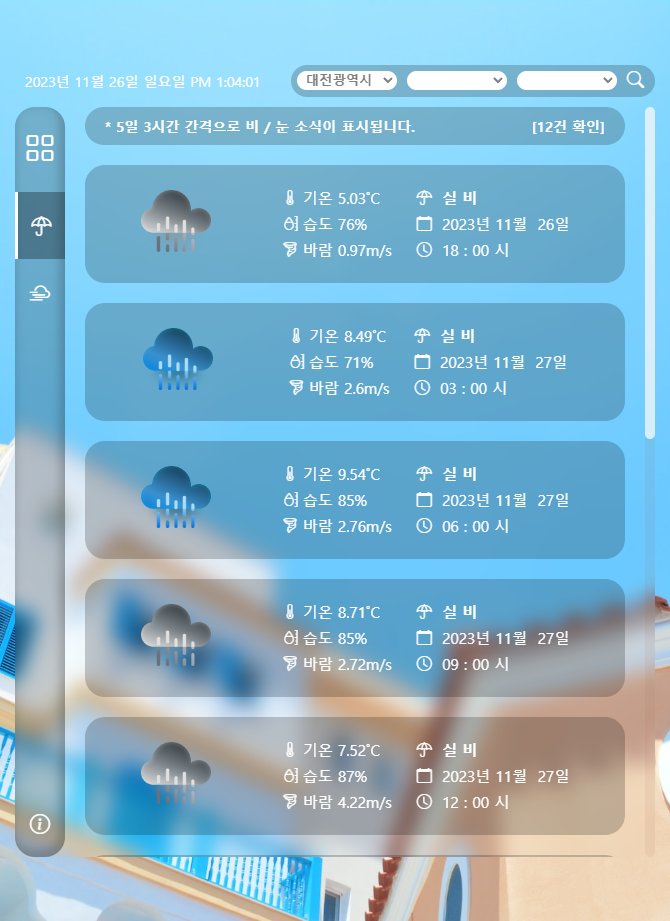 2023년 11월 26일 일요일 PM 1:04:01
대전광역시
* 5일 3시간 간격으로 비 / 눈 소식이 표시됩니다.
[12건 확인]
기온 5.03˚C
실 비
습도 76%
2023년 11월 26일
바람 0.97m/s
18 : 00 시
기온 8.49˚C
실 비
습도 71%
2023년 11월 27일
바람 2.6m/s
03 : 00 시
기온 9.54˚C
실 비
습도 85%
2023년 11월 27일
바람 2.76m/s
06 : 00 시
기온 8.71˚C
실 비
습도 85%
2023년 11월 27일
바람 2.72m/s
09 : 00 시
기온 7.52˚C
실 비
습도 87%
2023년 11월 27일
바람 4.22m/s
12 : 00 시